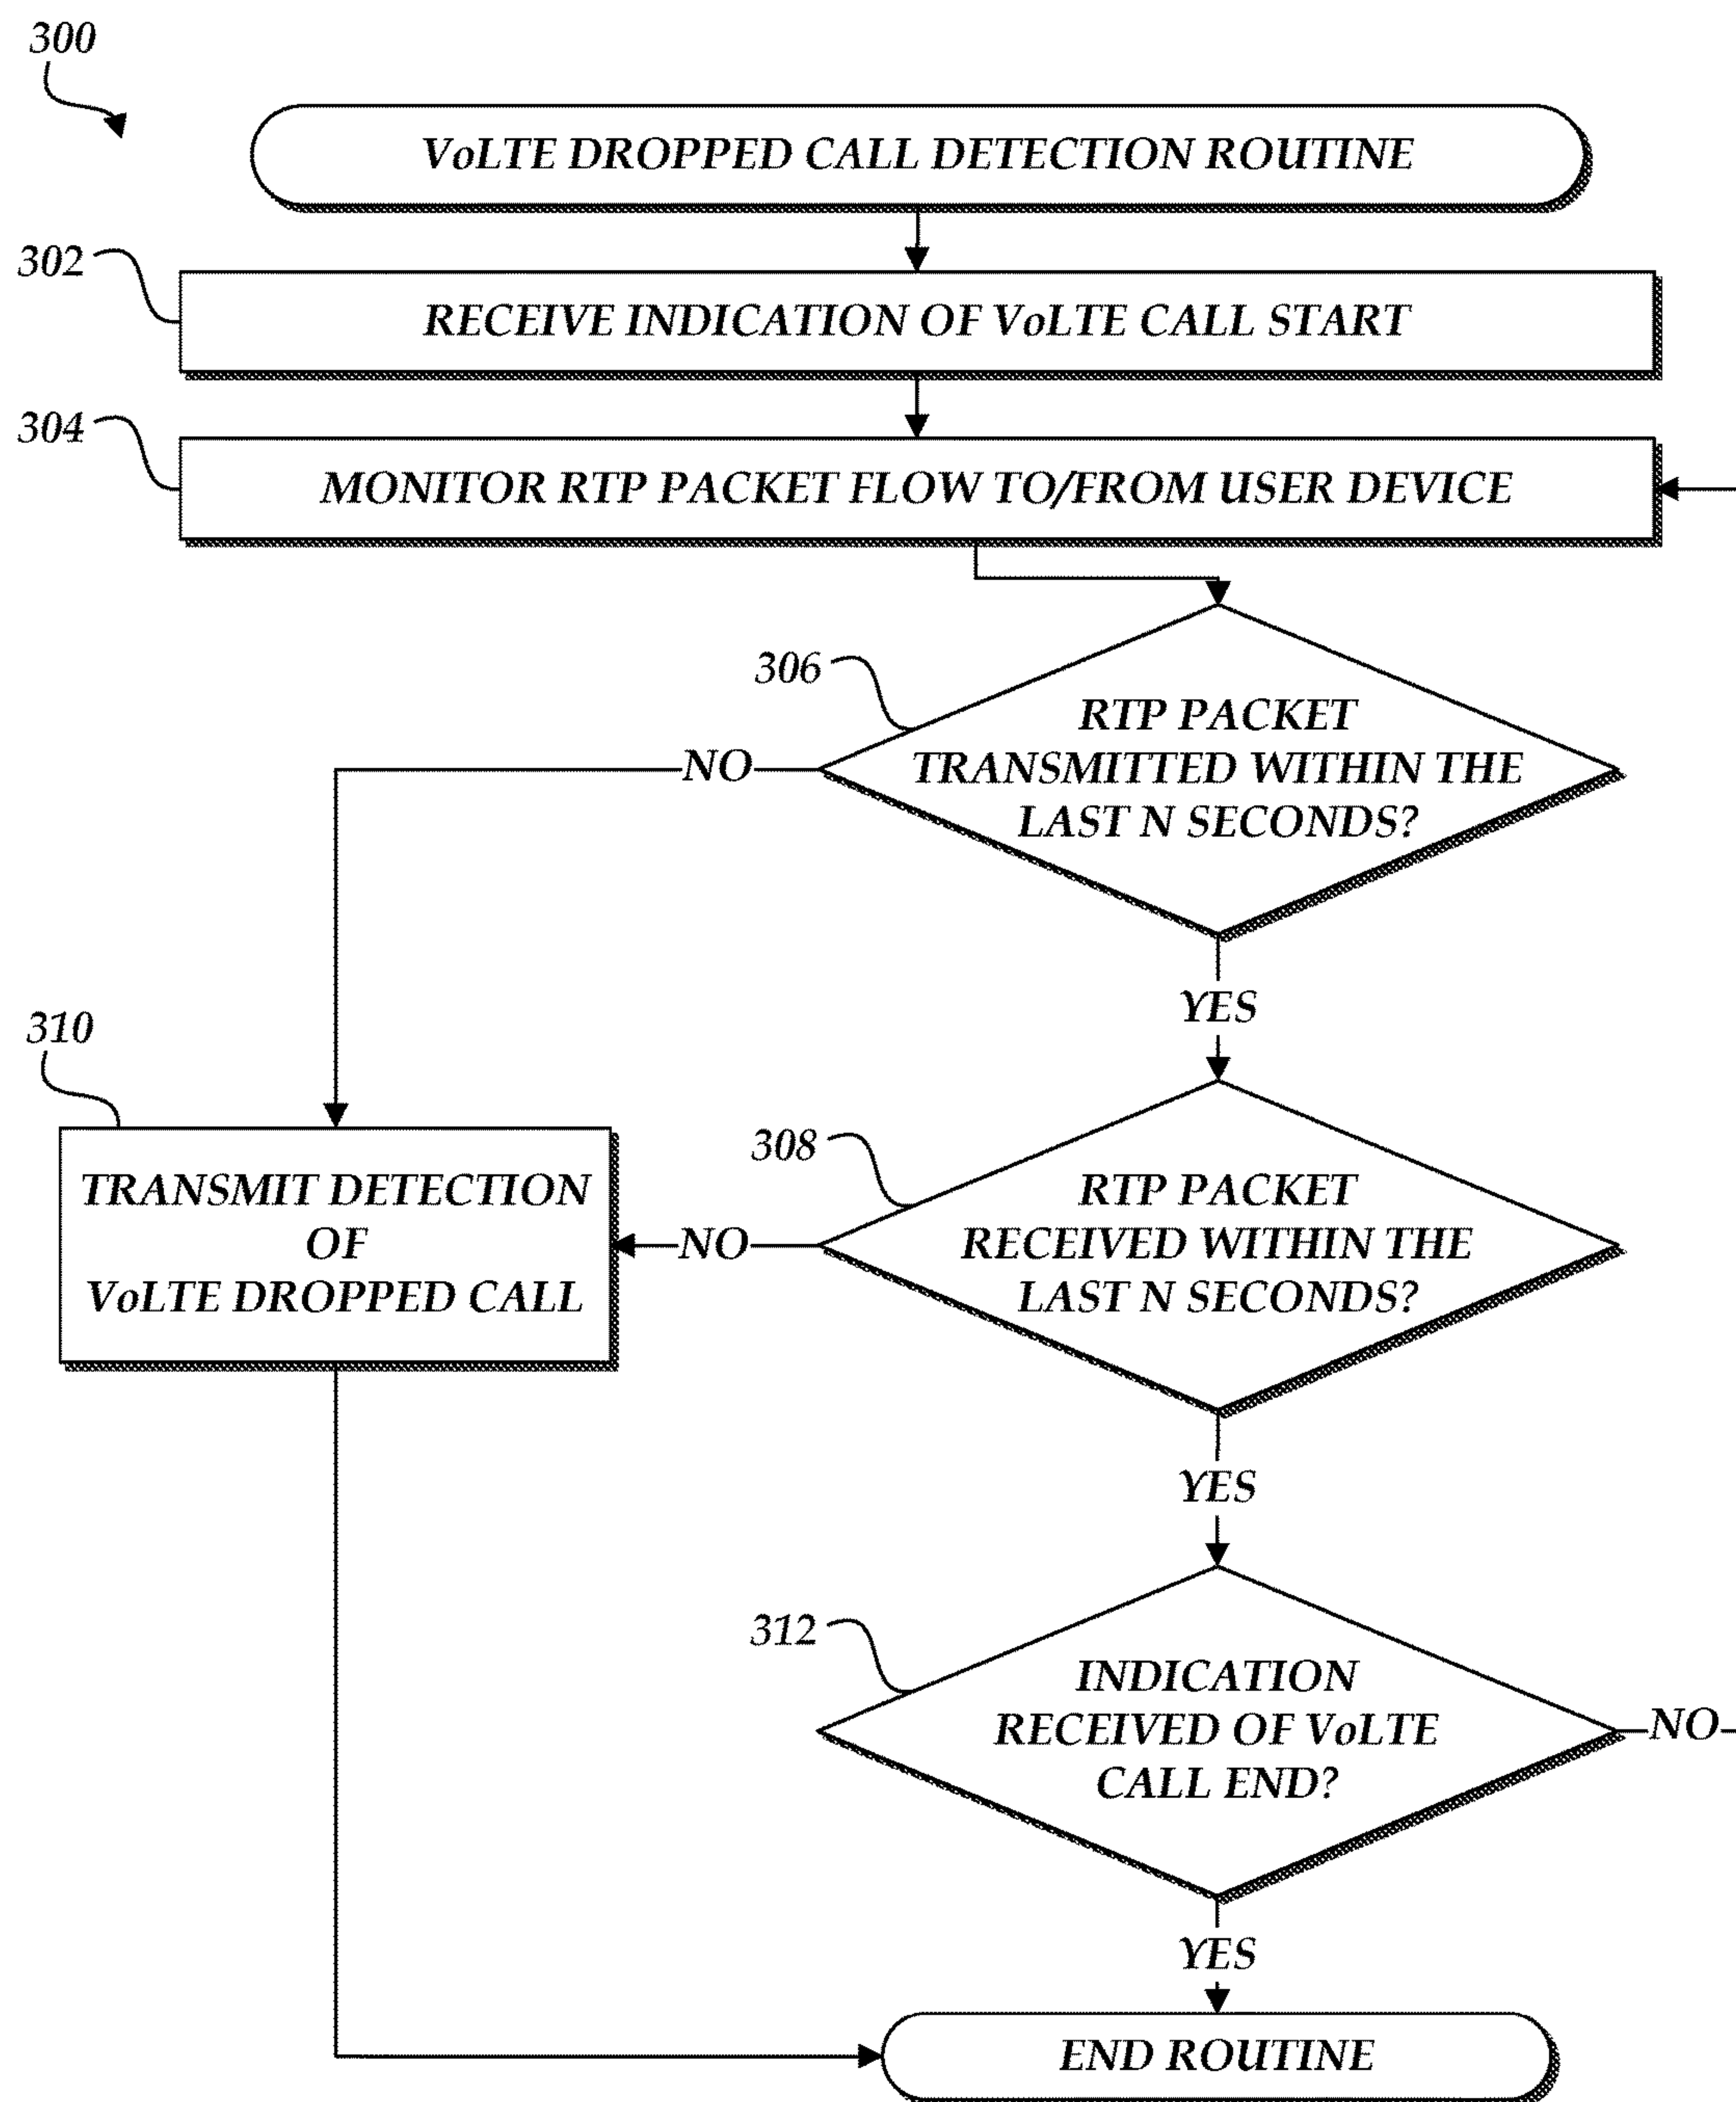 300
VoLTE DROPPED CALL DETECTION ROUTINE
302
RECEIVE INDICATION OF VoLTE CALL START
304
MONITOR RTP PACKET FLOW TO/FROM USER DEVICE
306
RTP PACKET
TRANSMITTED WITHIN THE
LAST N SECONDS?
NO
YES
310
TRANSMIT DETECTION
OF
VoLTE DROPPED CALL
308
RTP PACKET
RECEIVED WITHIN THE
LAST N SECONDS?
NO
YES
312
INDICATION
RECEIVED OF VoLTE
CALL END?
NO
YES
END ROUTINE